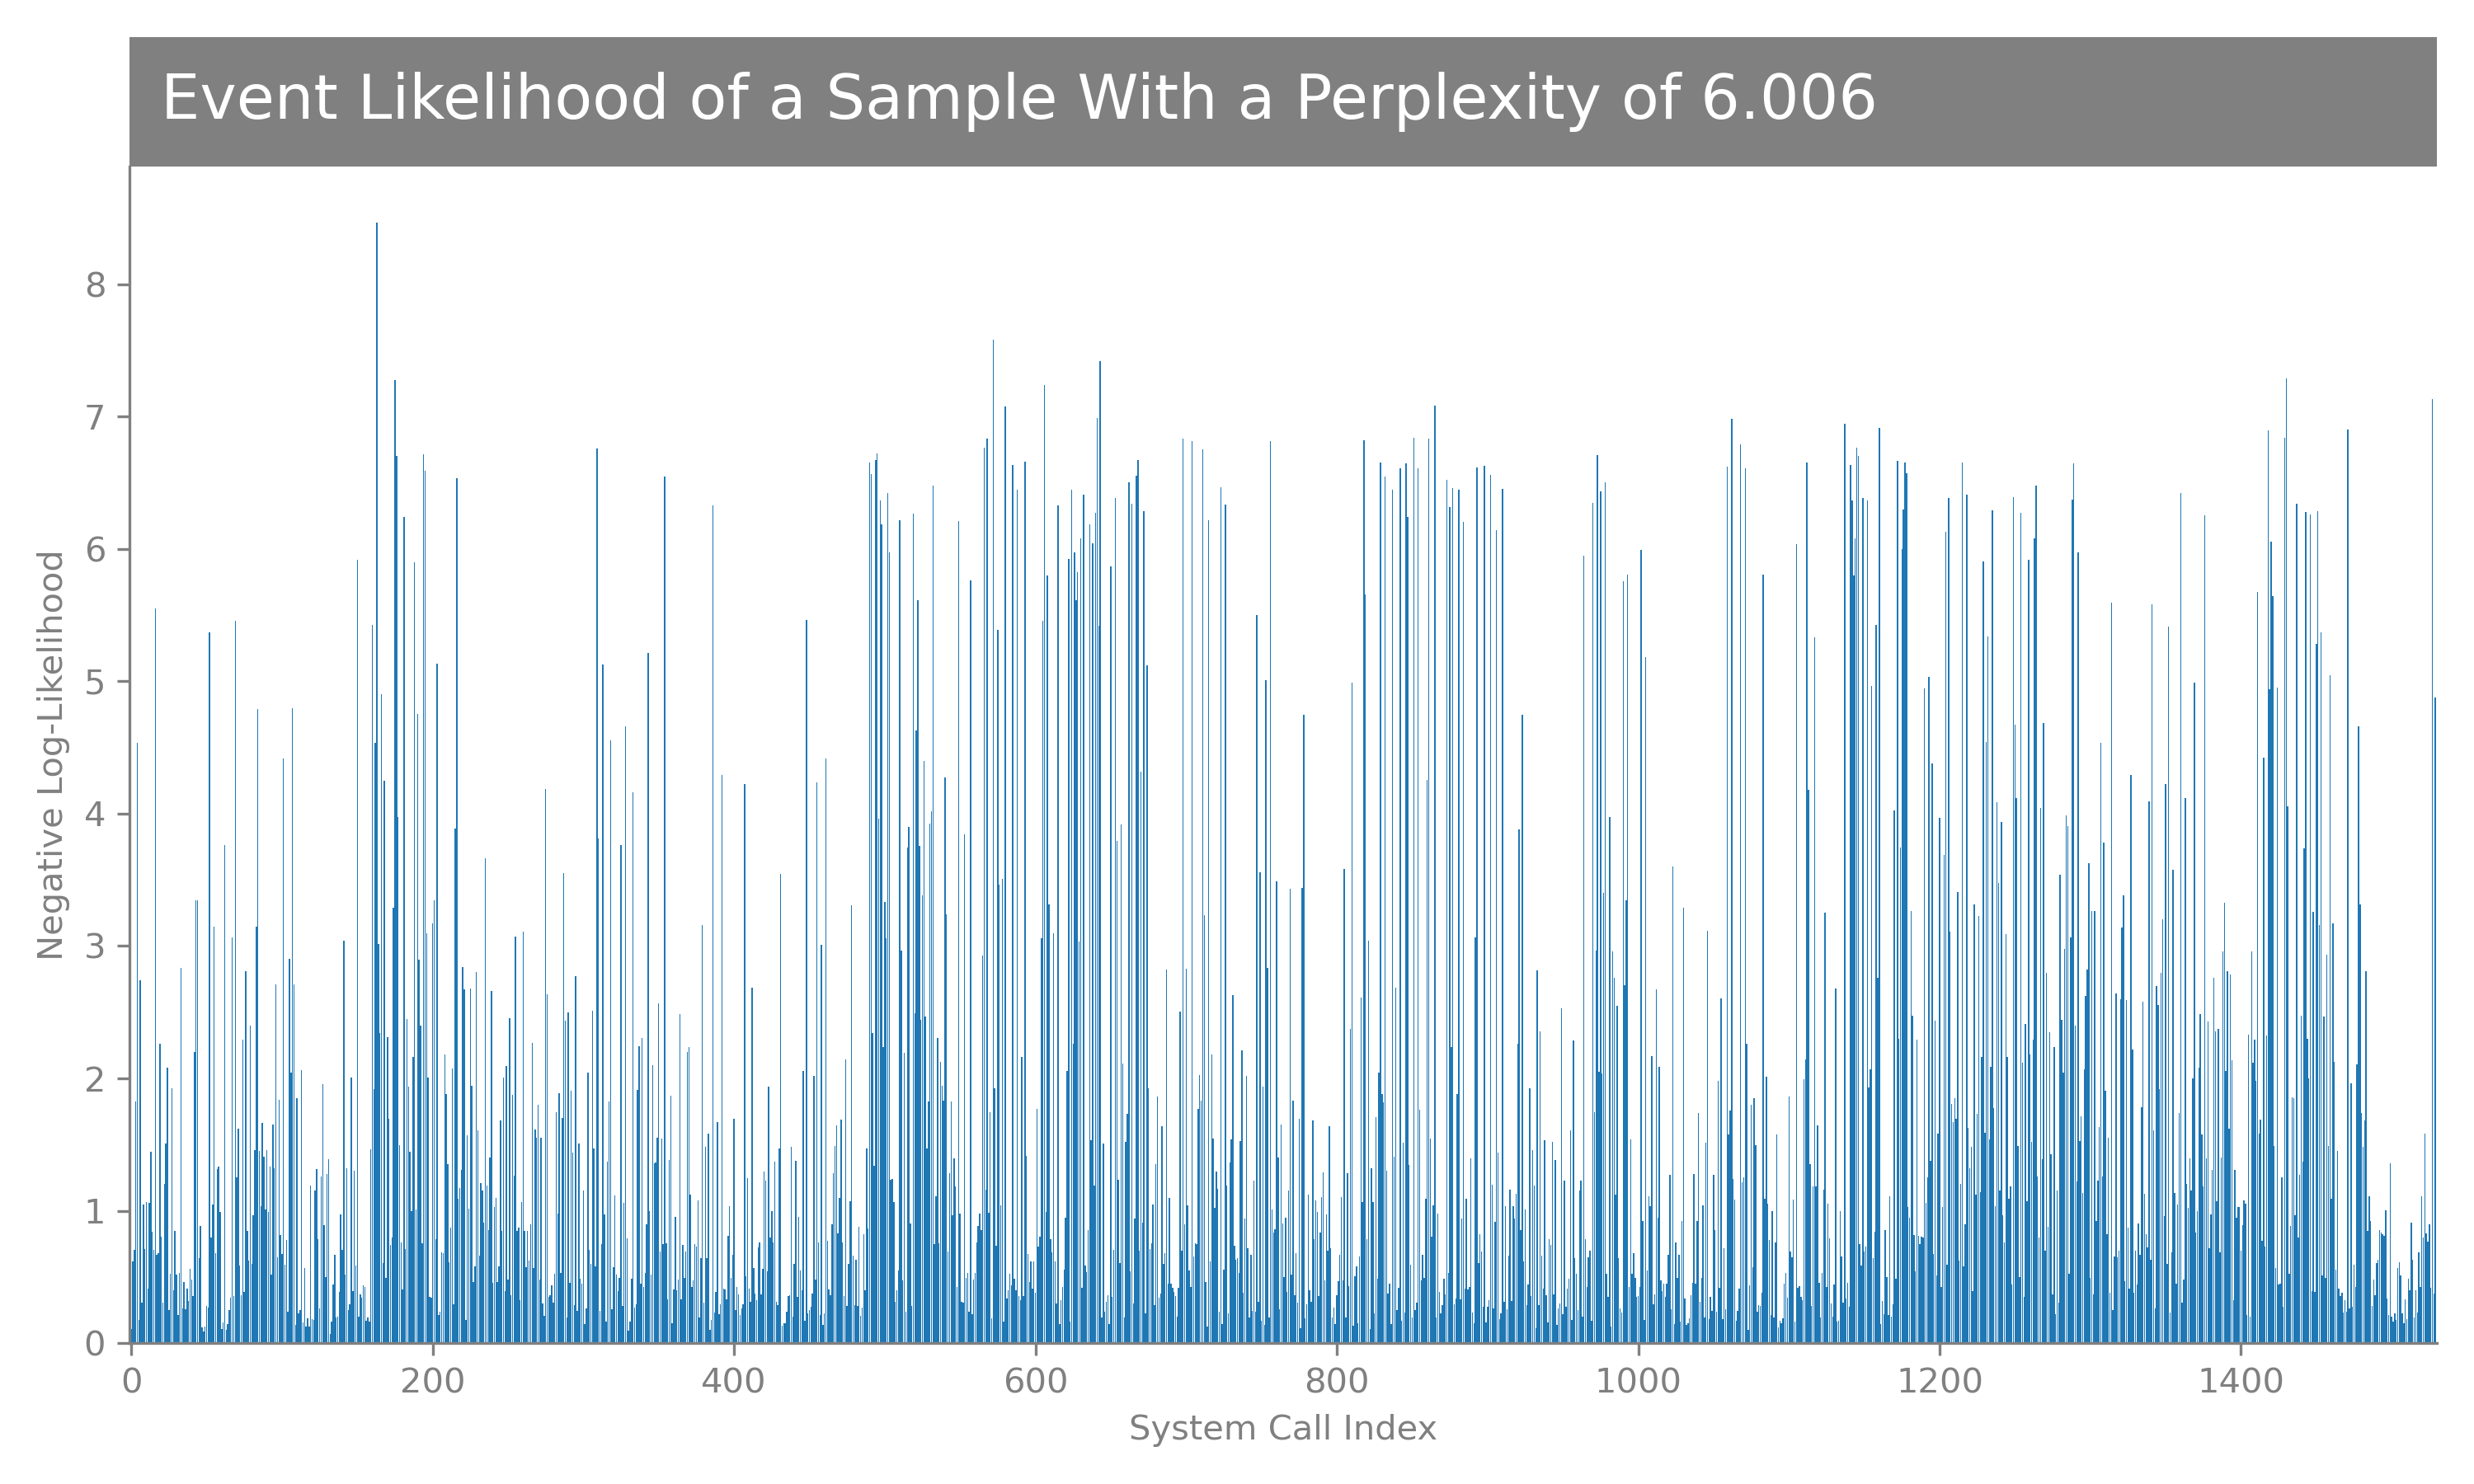 Event Likelihood of a Sample With a Perplexity of 6.006
8
7
6
5
4
3
2
1
0
Negative Log-Likelihood
0 200 400 600 800 1000 1200 1400
System Call Index